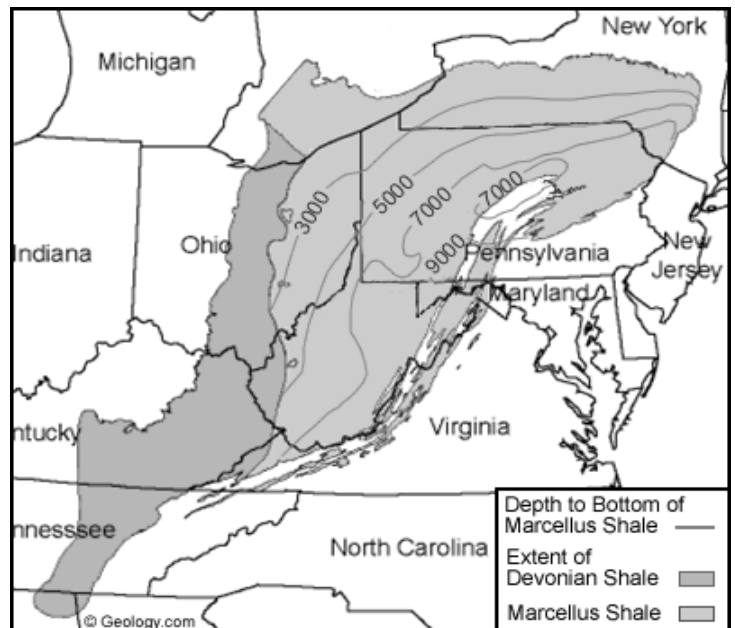 New York
Michigan
3000
5000
7000
7000
9000
Indiana
Ohio
Pennsylvania
New
Jersey
Maryland
Virginia
ntucky
nnesssee
North Carolina
Depth to Bottom of
Marcellus Shale
Extent of
Devonian Shale
Marcellus Shale
© Geology.com